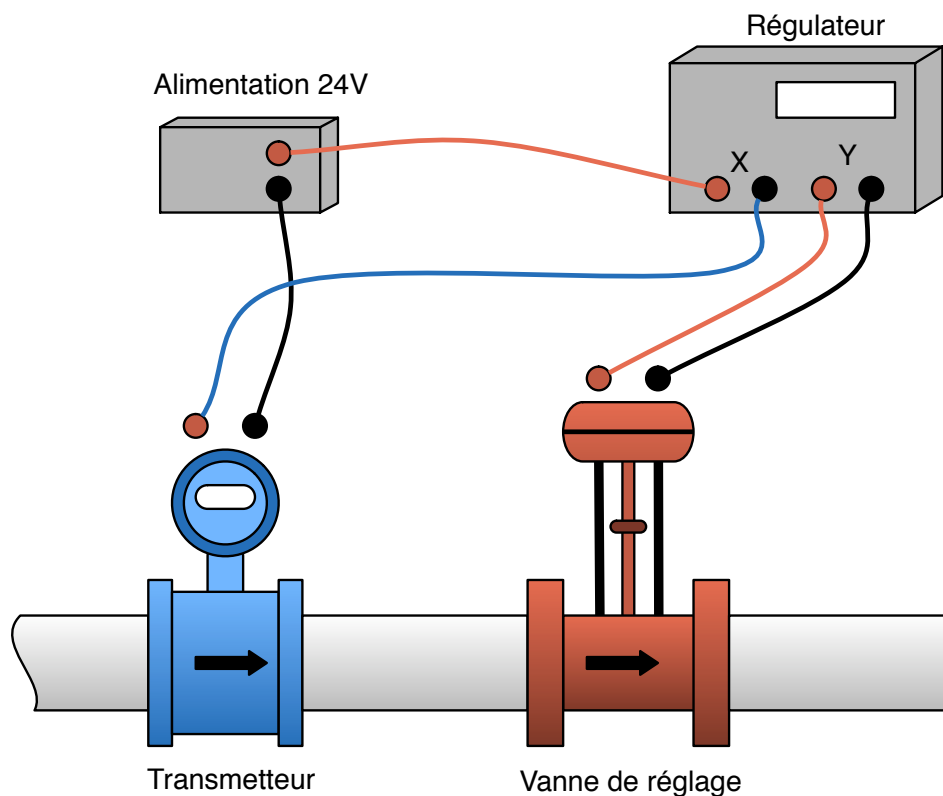 Régulateur
Alimentation 24V
X
Y
Transmetteur
Vanne de réglage